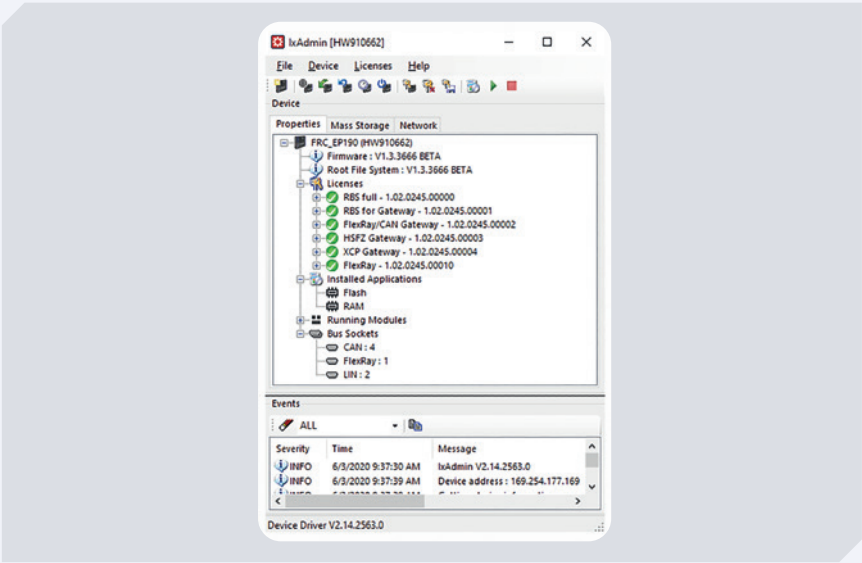 IxAdmin [HW910662]
File Device Licenses Help
Device
Properties Mass Storage Network
FRC_EP190 (HW910662)
Firmware : V1.3.3666 BETA
Root File System : V1.3.3666 BETA
Licenses
RBS full - 1.02.0245.00000
RBS for Gateway - 1.02.0245.00001
FlexRay/CAN Gateway - 1.02.0245.00002
HSFZ Gateway - 1.02.0245.00003
XCP Gateway - 1.02.0245.00004
FlexRay - 1.02.0245.00010
Installed Applications
Flash
RAM
Running Modules
Bus Sockets
CAN : 4
FlexRay : 1
LIN : 2
Events
ALL
Severity Time Message
INFO 6/3/2020 9:37:30 AM IxAdmin V2.14.2563.0
INFO 6/3/2020 9:37:39 AM Device address : 169.254.177.169
Device Driver V2.14.2563.0